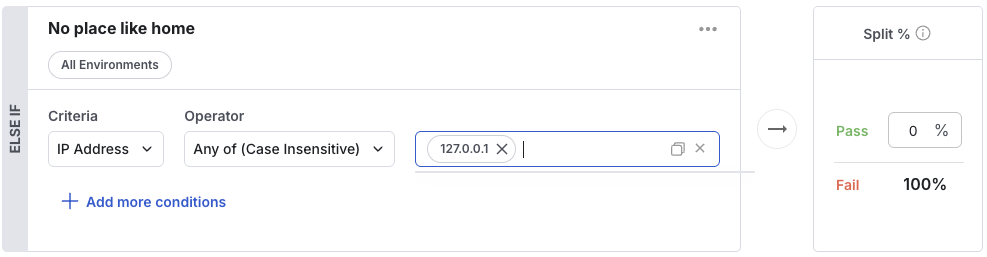 ELSE IF
No place like home
All Environments
Criteria
Operator
IP Address
Any of (Case Insensitive)
127.0.0.1
Add more conditions
Split %
Pass
0 %
Fail
100%